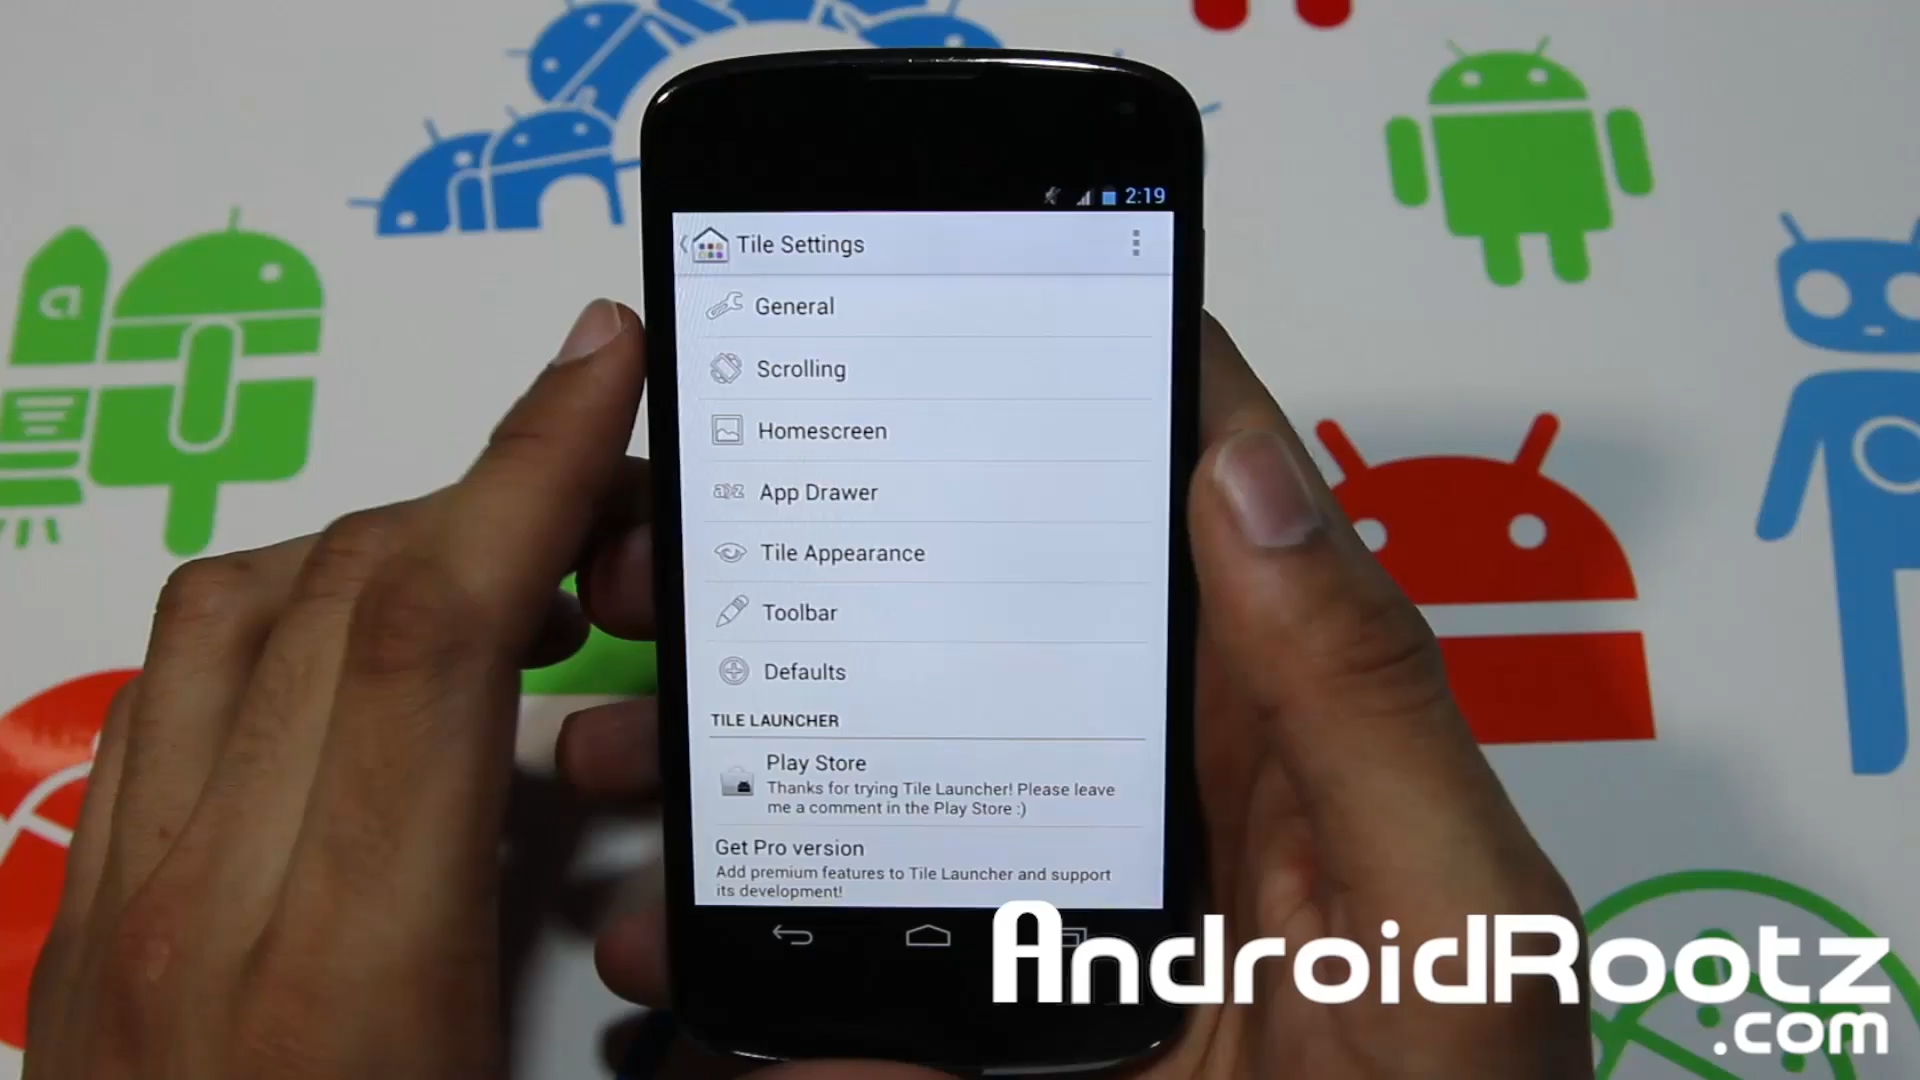 2:19
Tile Settings
General
Scrolling
Homescreen
App Drawer
Tile Appearance
Toolbar
Defaults
TILE LAUNCHER
Play Store
Thanks for trying Tile Launcher! Please leave
me a comment in the Play Store :)
Get Pro version
Add premium features to Tile Launcher and support
its development!
AndroidRootz
.com